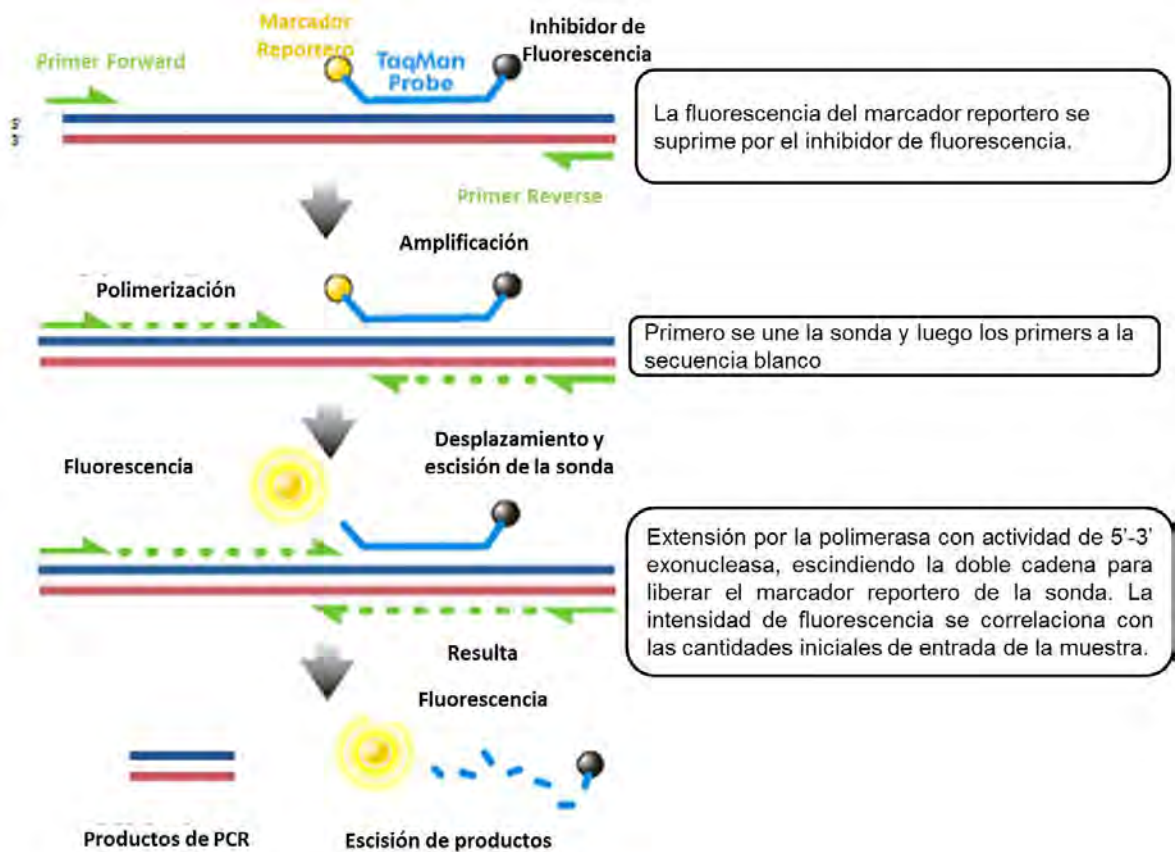 Marcador
Reportero
Inhibidor de
Fluorescencia
Primer Forward
TaqMan
Probe
La fluorescencia del marcador reportero se
suprime por el inhibidor de fluorescencia.
Primer Reverse
Amplificación
Polimerización
Primero se une la sonda y luego los primers a la
secuencia blanco
Desplazamiento y
escisión de la sonda
Fluorescencia
Extensión por la polimerasa con actividad de 5'-3'
exonucleasa, escindiendo la doble cadena para
liberar el marcador reportero de la sonda. La
intensidad de fluorescencia se correlaciona con
las cantidades iniciales de entrada de la muestra.
Resulta
Fluorescencia
Productos de PCR
Escisión de productos